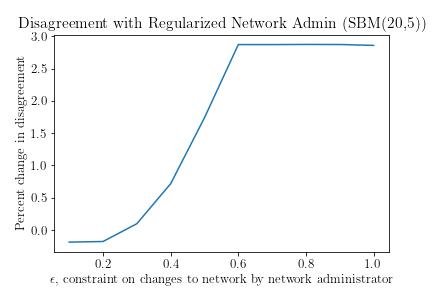 Disagreement with Regularized Network Admin (SBM(20,5))
Percent change in disagreement
3.0
2.5
2.0
1.5
1.0
0.5
0.0
0.2 0.4 0.6 0.8 1.0
ϵ, constraint on changes to network by network administrator